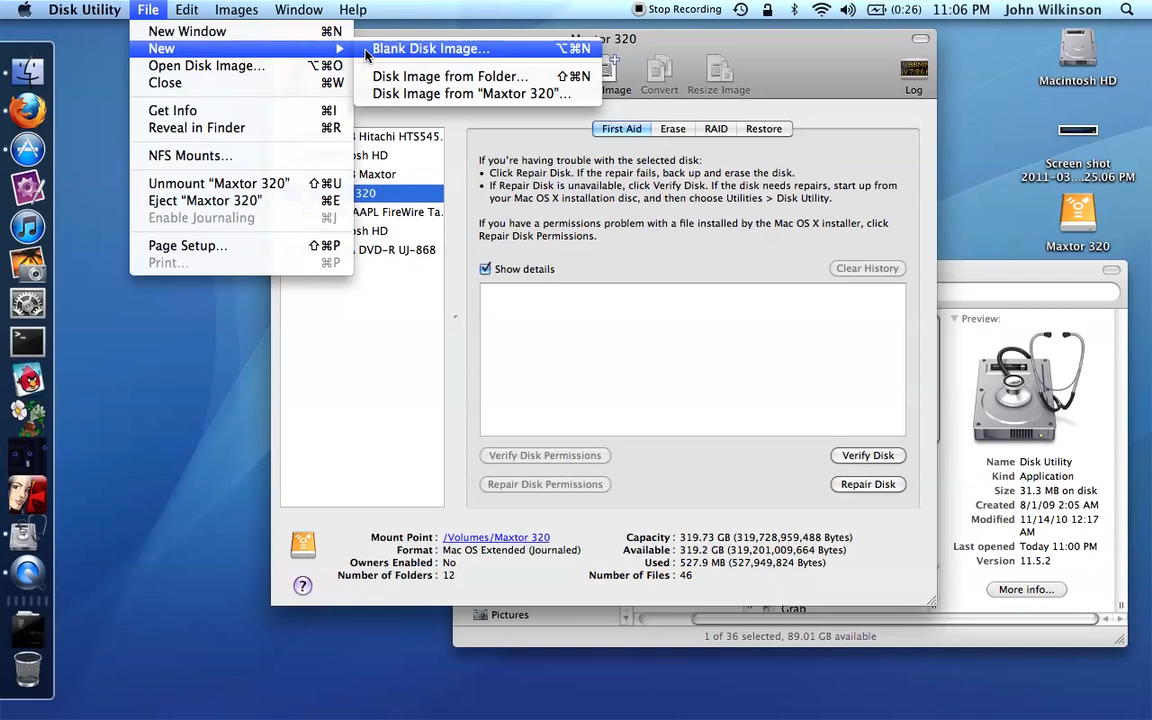 Disk Utility File Edit Images Window Help Stop Recording (0:26) 11:06 PM John Wilkinson
New Window ⌘N
New ▶
Open Disk Image... ⌥⌘O
Close ⌘W
Get Info ⌘I
Reveal in Finder ⌘R
NFS Mounts...
Unmount “Maxtor 320” ⇧⌘U
Eject “Maxtor 320” ⌘E
Enable Journaling ⌘J
Page Setup... ⇧⌘P
Print... ⌘P
Blank Disk Image... ⌥⌘N
Disk Image from Folder... ⇧⌘N
Disk Image from “Maxtor 320”...
Maxtor 320
Image Convert Resize Image Log
Hitachi HTS545.
osh HD
Maxtor
320
AAPL FireWire Ta.
osh HD
DVD-R UJ-868
First Aid Erase RAID Restore
If you're having trouble with the selected disk:
• Click Repair Disk. If the repair fails, back up and erase the disk.
• If Repair Disk is unavailable, click Verify Disk. If the disk needs repairs, start up from
your Mac OS X installation disc, and then choose Utilities > Disk Utility.
If you have a permissions problem with a file installed by the Mac OS X installer, click
Repair Disk Permissions.
Show details Clear History
Verify Disk Permissions Verify Disk
Repair Disk Permissions Repair Disk
Mount Point : /Volumes/Maxtor 320 Capacity : 319.73 GB (319,728,959,488 Bytes)
Format : Mac OS Extended (Journaled) Available : 319.2 GB (319,201,009,664 Bytes)
Owners Enabled : No Used : 527.9 MB (527,949,824 Bytes)
Number of Folders : 12 Number of Files : 46
?
Macintosh HD
Screen shot
2011-03...25.06 PM
Maxtor 320
Preview:
Name Disk Utility
Kind Application
Size 31.3 MB on disk
Created 8/1/09 2:05 AM
Modified 11/14/10 12:17
AM
Last opened Today 11:00 PM
Version 11.5.2
More info...
Pictures
Grab
1 of 36 selected, 89.01 GB available